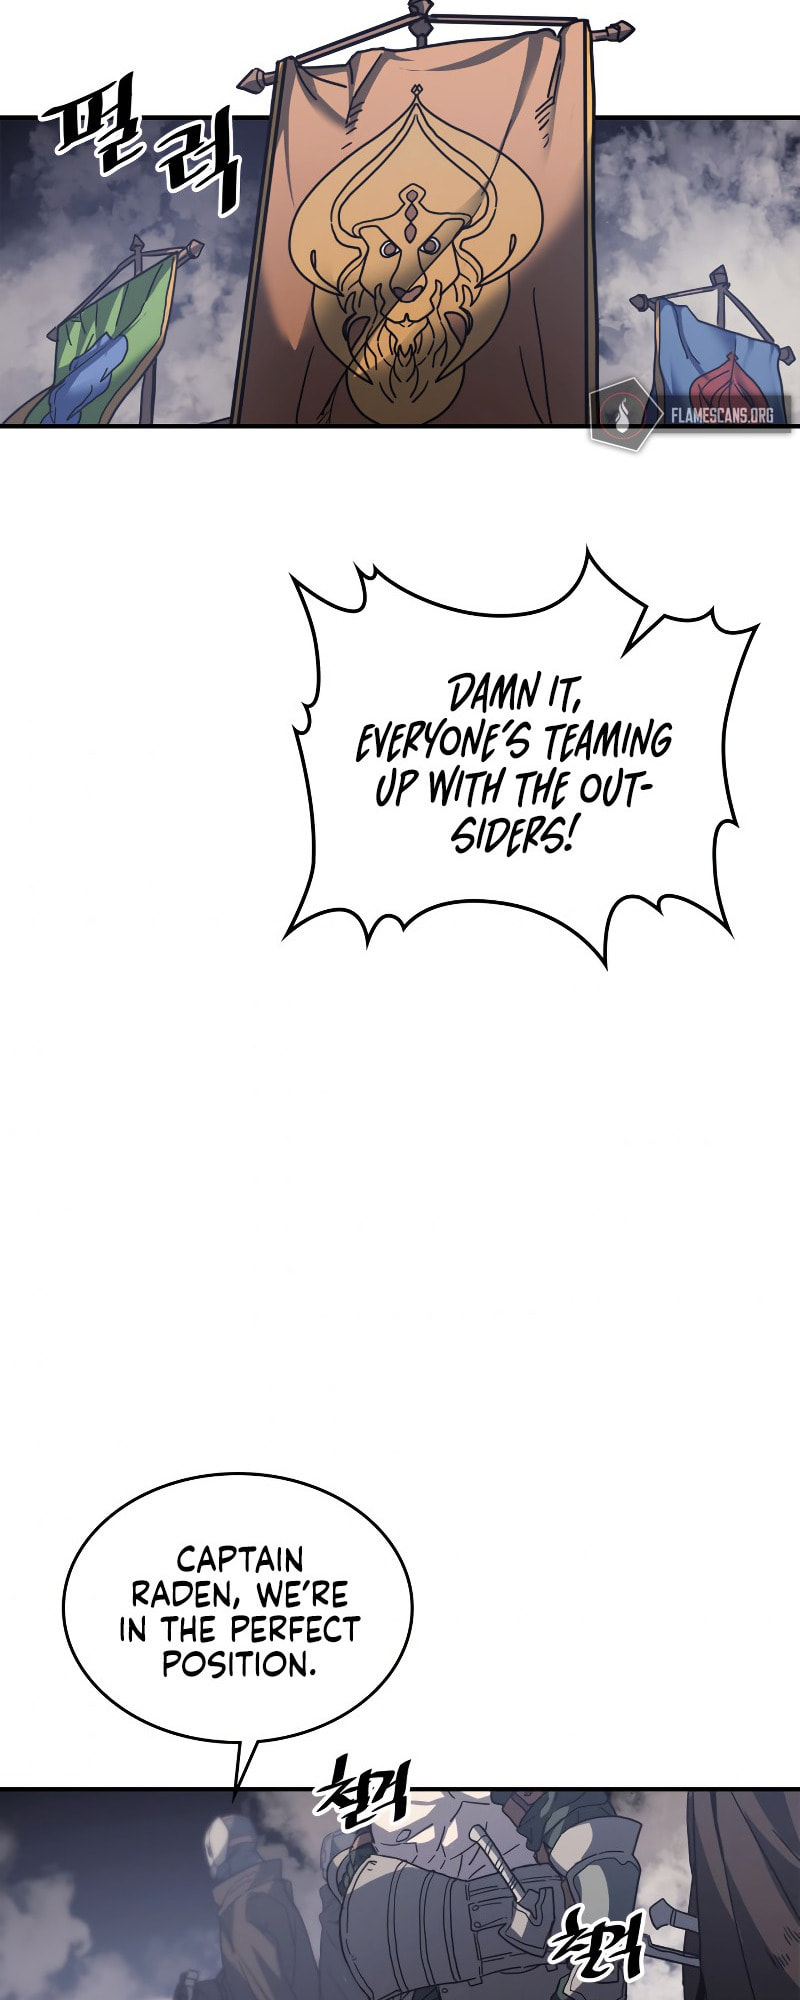 펄
럭
FLAMESCANS.ORG
DAMN IT,
EVERYONE'S TEAMING
UP WITH THE OUT-
SIDERS!
CAPTAIN
RADEN, WE'RE
IN THE PERFECT
POSITION.
철컥
철컥